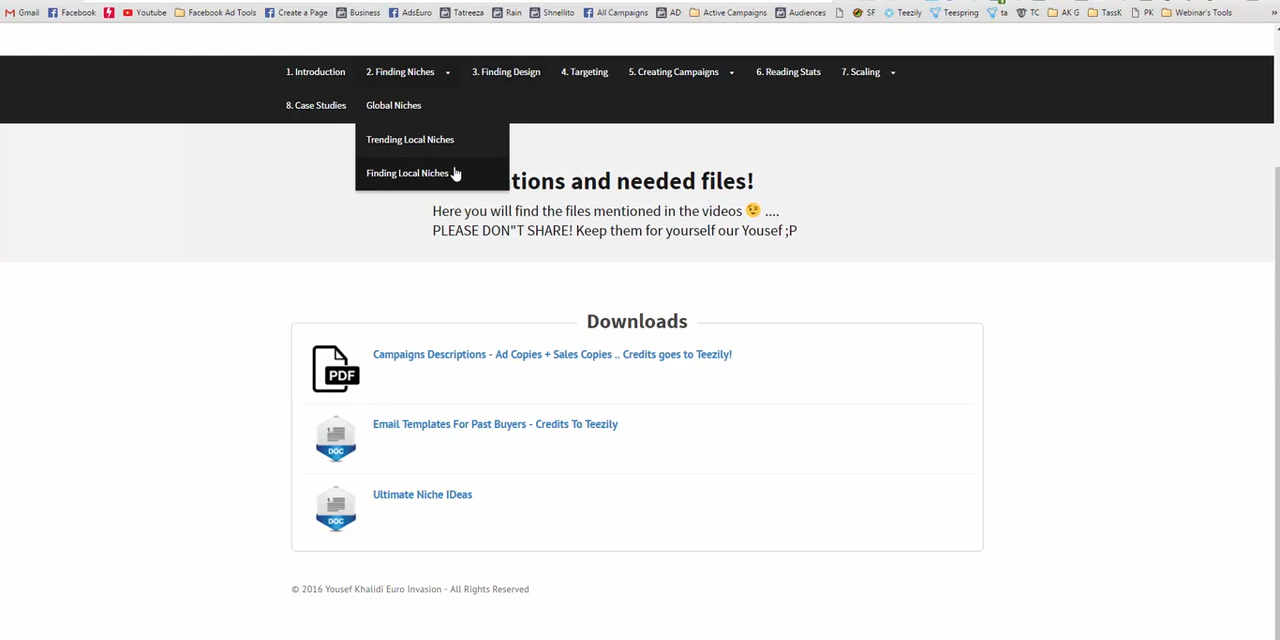 Gmail Facebook Youtube Facebook Ad Tools Create a Page Business AdsEuro Tatreeza Rain Shnellito All Campaigns AD Active Campaigns Audiences SF Teezily Teespring ta TC AK G TassK PK Webinar's Tools »
1. Introduction 2. Finding Niches 3. Finding Design 4. Targeting 5. Creating Campaigns 6. Reading Stats 7. Scaling
8. Case Studies Global Niches
Trending Local Niches
Finding Local Niches
tions and needed files!
Here you will find the files mentioned in the videos 😉 ....
PLEASE DON"T SHARE! Keep them for yourself our Yousef ;P
Downloads
PDF Campaigns Descriptions - Ad Copies + Sales Copies .. Credits goes to Teezily!
DOC Email Templates For Past Buyers - Credits To Teezily
DOC Ultimate Niche IDeas
© 2016 Yousef Khalidi Euro Invasion - All Rights Reserved